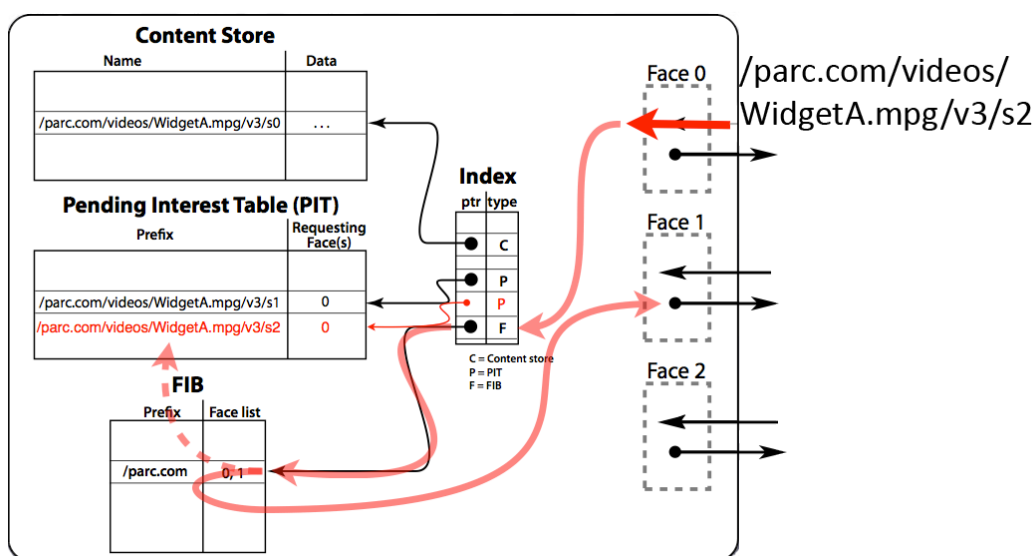 Content Store
Name Data
/parc.com/videos/WidgetA.mpg/v3/s0 ...
Pending Interest Table (PIT)
Prefix Requesting
Face(s)
/parc.com/videos/WidgetA.mpg/v3/s1 0
/parc.com/videos/WidgetA.mpg/v3/s2 0
FIB
Prefix Face list
/parc.com 0, 1
Index
ptr type
C
P
P
F
C = Content store
P = PIT
F = FIB
Face 0
/parc.com/videos/
WidgetA.mpg/v3/s2
Face 1
Face 2